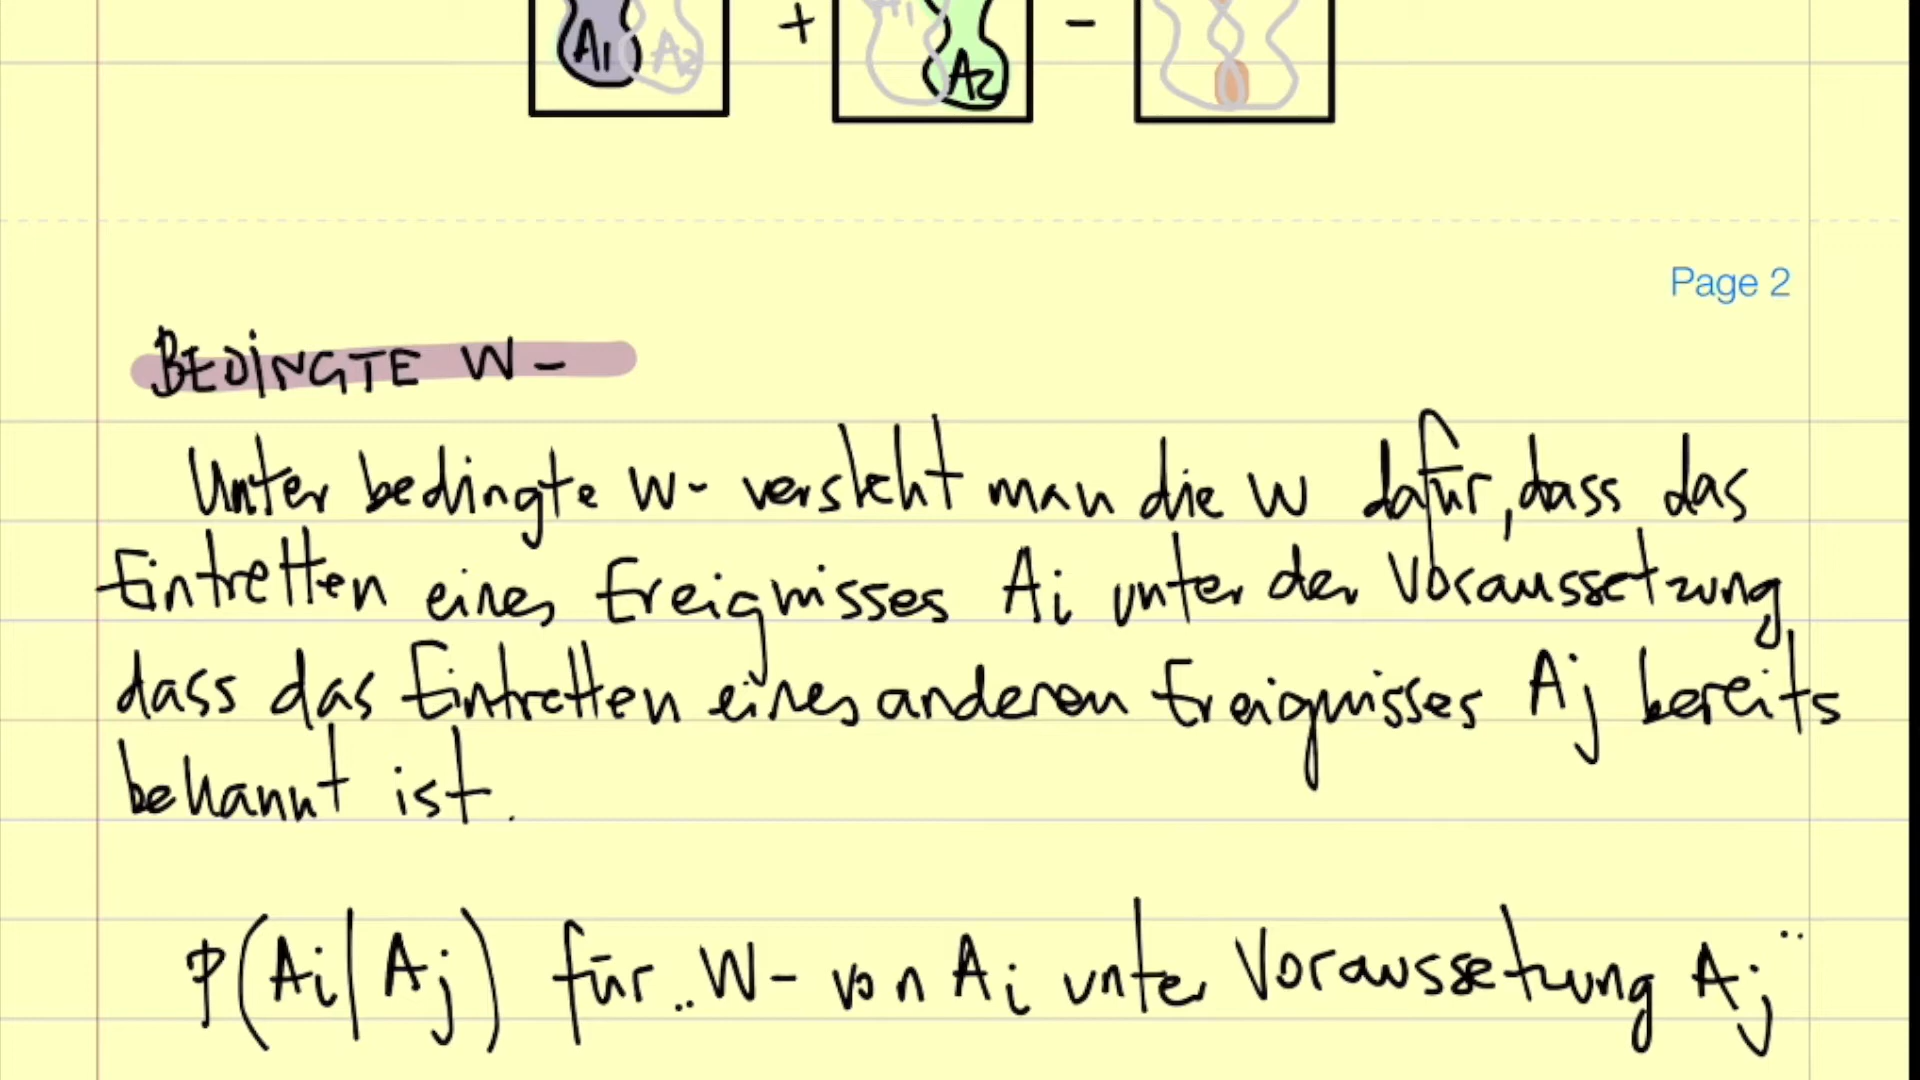 A1 A2 + A1 A2 -
Page 2
BEDINGTE W-
Unter bedingte W- versteht man die W dafür, dass das
Eintretten eines Ereignisses Ai unter der Voraussetzung
dass das Eintretten eines anderen Ereignisses Aj bereits
bekannt ist.
P(Ai|Aj) für "W- von Ai unter Voraussetzung Aj"